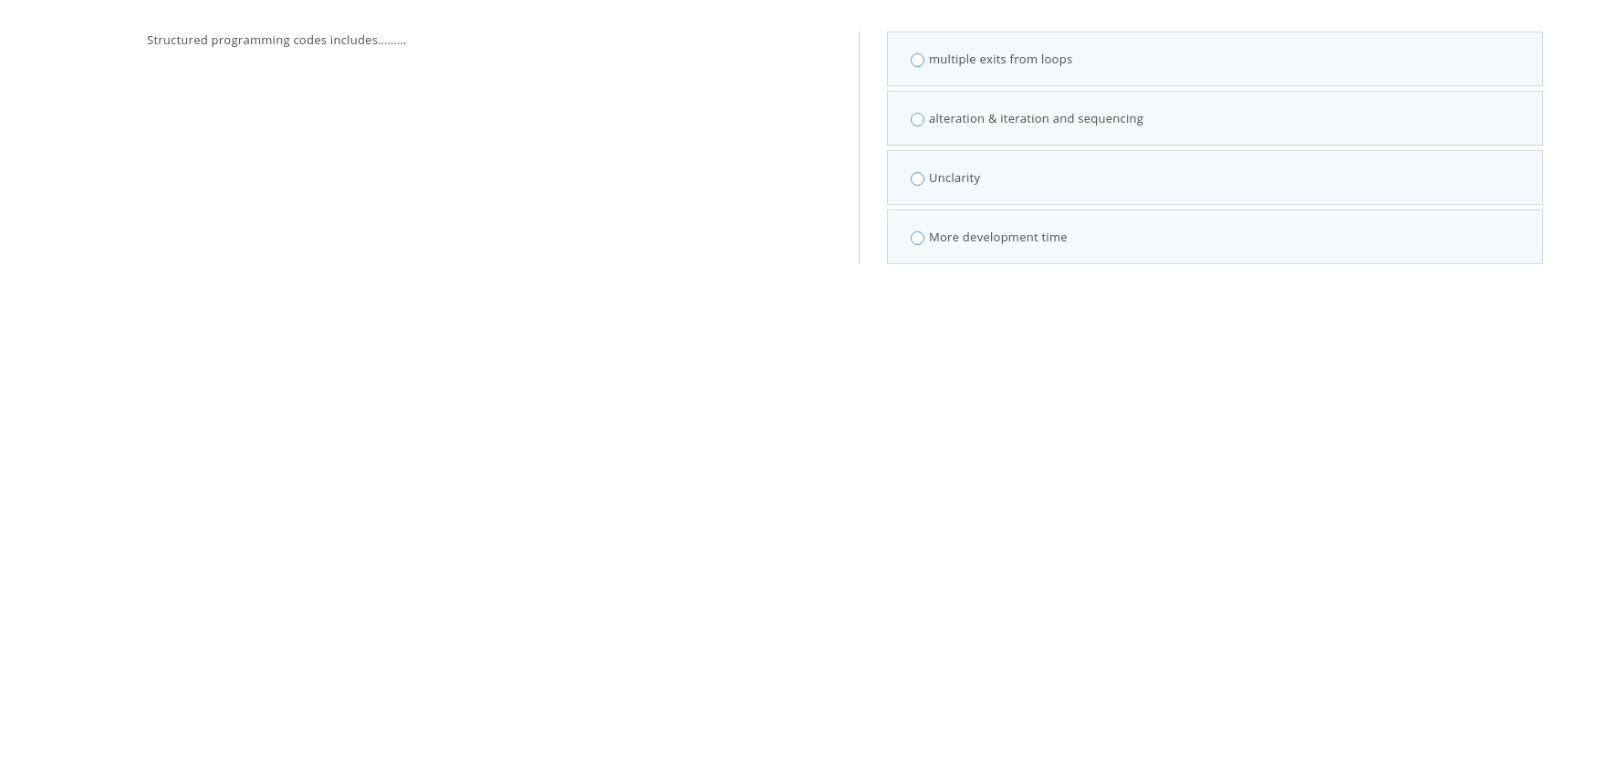 Structured programming codes includes.........
multiple exits from loops
alteration & iteration and sequencing
Unclarity
More development time